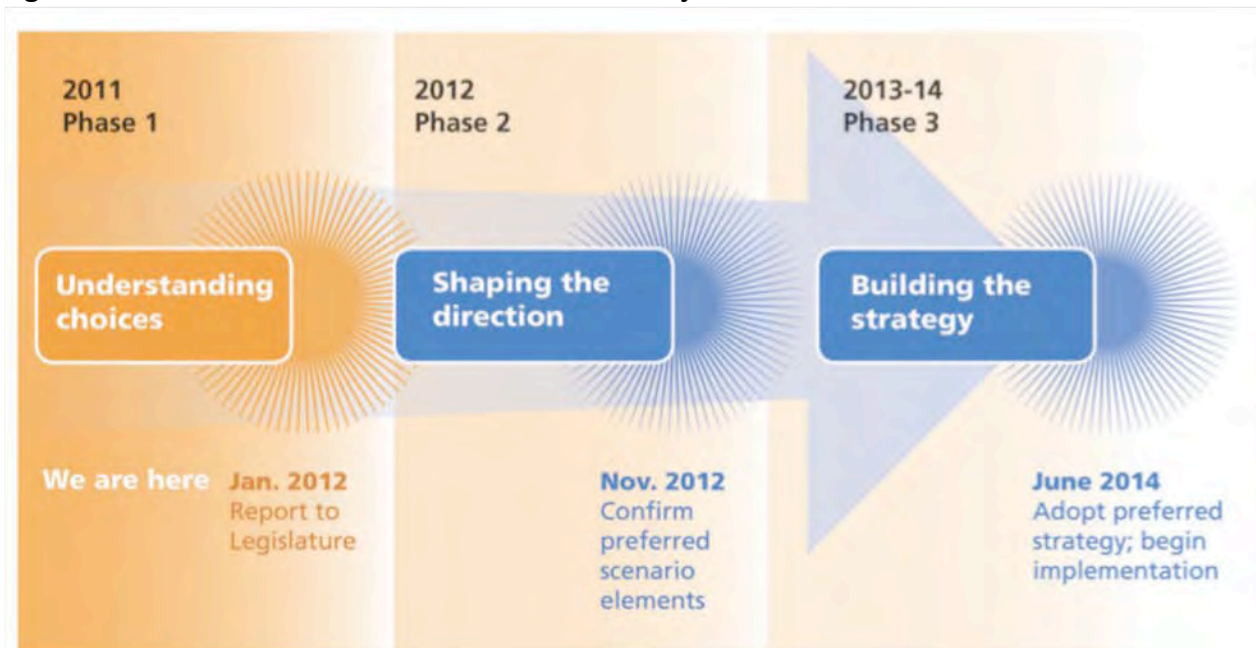 2011
Phase 1
2012
Phase 2
2013-14
Phase 3
Understanding
choices
Shaping the
direction
Building the
strategy
We are here
Jan. 2012
Report to
Legislature
Nov. 2012
Confirm
preferred
scenario
elements
June 2014
Adopt preferred
strategy; begin
implementation